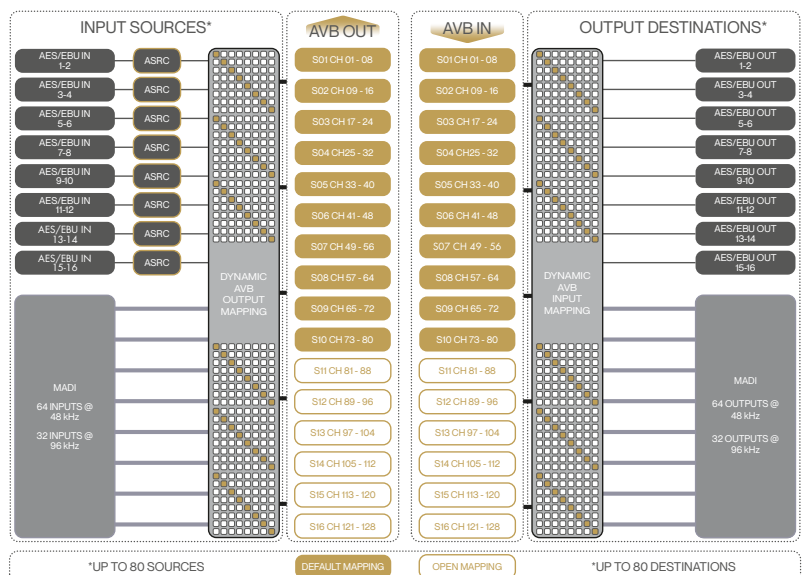 INPUT SOURCES*
AES/EBU IN
1-2
ASRC
AES/EBU IN
3-4
ASRC
AES/EBU IN
5-6
ASRC
AES/EBU IN
7-8
ASRC
AES/EBU IN
9-10
ASRC
AES/EBU IN
11-12
ASRC
AES/EBU IN
13-14
ASRC
AES/EBU IN
15-16
ASRC
MADI
64 INPUTS @
48 kHz
32 INPUTS @
96 kHz
DYNAMIC
AVB
OUTPUT
MAPPING
AVB OUT
S01 CH 01 - 08
S02 CH 09 - 16
S03 CH 17 - 24
S04 CH25 - 32
S05 CH 33 - 40
S06 CH 41 - 48
S07 CH 49 - 56
S08 CH 57 - 64
S09 CH 65 - 72
S10 CH 73 - 80
S11 CH 81 - 88
S12 CH 89 - 96
S13 CH 97 - 104
S14 CH 105 - 112
S15 CH 113 - 120
S16 CH 121 - 128
AVB IN
S01 CH 01 - 08
S02 CH 09 - 16
S03 CH 17 - 24
S04 CH25 - 32
S05 CH 33 - 40
S06 CH 41 - 48
S07 CH 49 - 56
S08 CH 57 - 64
S09 CH 65 - 72
S10 CH 73 - 80
S11 CH 81 - 88
S12 CH 89 - 96
S13 CH 97 - 104
S14 CH 105 - 112
S15 CH 113 - 120
S16 CH 121 - 128
OUTPUT DESTINATIONS*
DYNAMIC
AVB
INPUT
MAPPING
AES/EBU OUT
1-2
AES/EBU OUT
3-4
AES/EBU OUT
5-6
AES/EBU OUT
7-8
AES/EBU OUT
9-10
AES/EBU OUT
11-12
AES/EBU OUT
13-14
AES/EBU OUT
15-16
MADI
64 OUTPUTS @
48 kHz
32 OUTPUTS @
96 kHz
*UP TO 80 SOURCES
DEFAULT MAPPING
OPEN MAPPING
*UP TO 80 DESTINATIONS